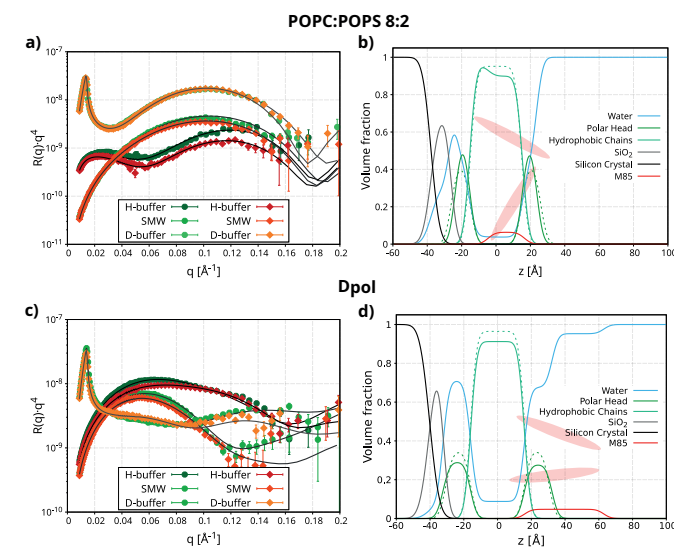 POPC:POPS 8:2
a)
10⁻⁷
10⁻⁸
10⁻⁹
10⁻¹⁰
10⁻¹¹
R(q)·q⁴
H-buffer H-buffer
SMW SMW
D-buffer D-buffer
0 0.02 0.04 0.06 0.08 0.1 0.12 0.14 0.16 0.18 0.2
q [Å⁻¹]
b)
1
0.8
0.6
0.4
0.2
0
Volume fraction
Water
Polar Head
Hydrophobic Chains
SiO₂
Silicon Crystal
M85
-60 -40 -20 0 20 40 60 80 100
z [Å]
Dpol
c)
10⁻⁷
10⁻⁸
10⁻⁹
10⁻¹⁰
R(q)·q⁴
H-buffer H-buffer
SMW SMW
D-buffer D-buffer
0 0.02 0.04 0.06 0.08 0.1 0.12 0.14 0.16 0.18 0.2
q [Å⁻¹]
d)
1
0.8
0.6
0.4
0,2
0
Volume fraction
Water
Polar Head
Hydrophobic Chains
SiO₂
Silicon Crystal
M85
-60 -40 -20 0 20 40 60 80 100
z [Å]